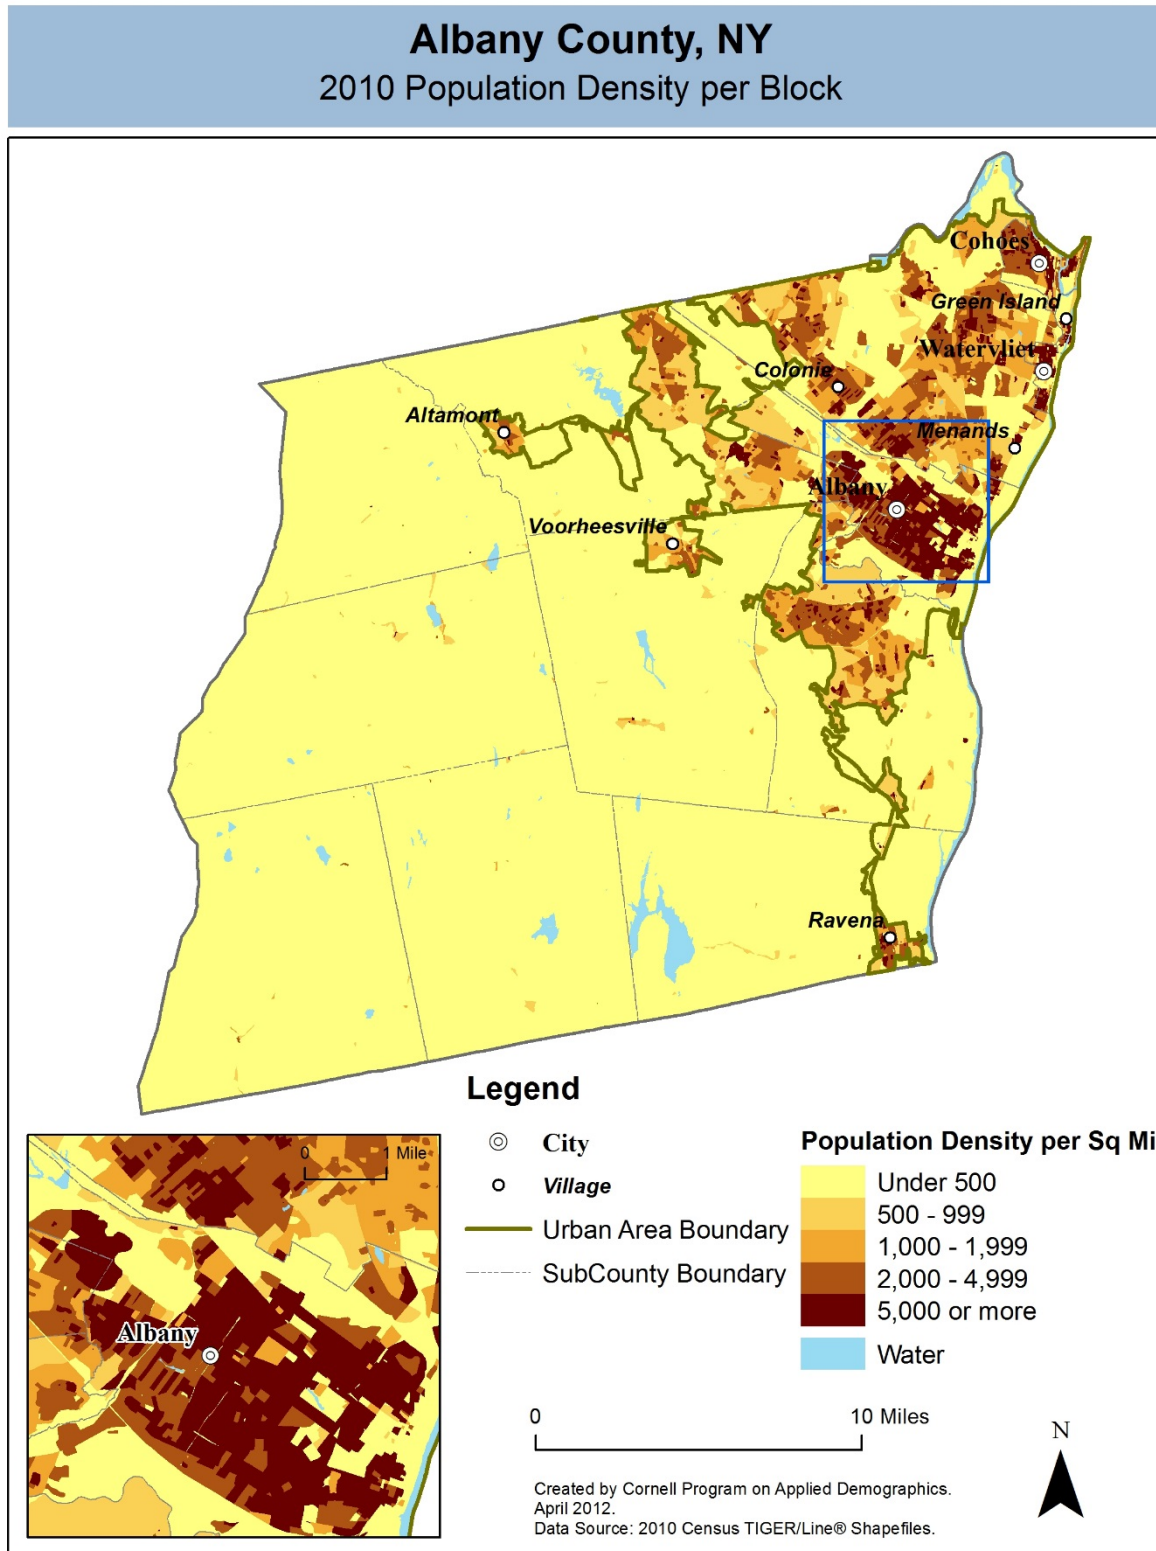 Albany County, NY
2010 Population Density per Block
Cohoes
Green Island
Watervliet
Colonie
Altamont
Menands
Albany
Voorheesville
Ravena
Legend
City
Village
Urban Area Boundary
SubCounty Boundary
Population Density per Sq Mi
Under 500
500 - 999
1,000 - 1,999
2,000 - 4,999
5,000 or more
Water
0 1 Mile
Albany
0 10 Miles
N
Created by Cornell Program on Applied Demographics.
April 2012.
Data Source: 2010 Census TIGER/Line® Shapefiles.